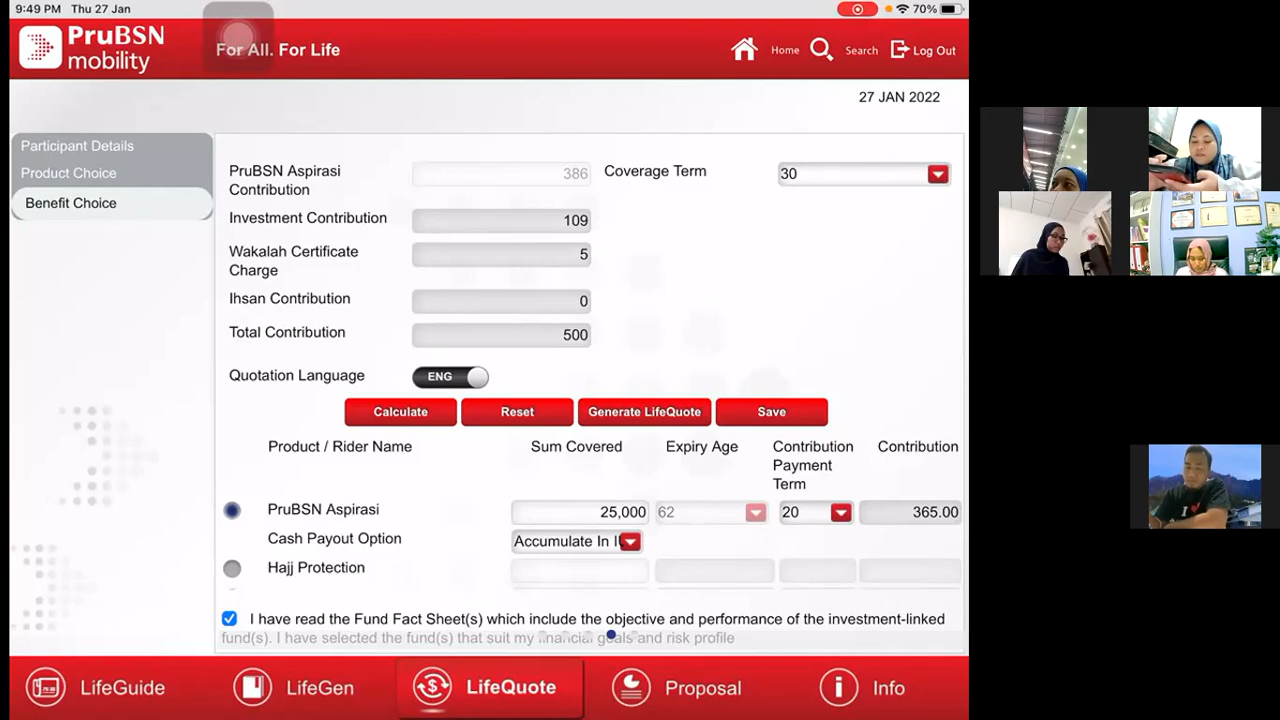 9:49 PM Thu 27 Jan
70%
PruBSN
mobility
For All. For Life
Home
Search
Log Out
27 JAN 2022
Participant Details
Product Choice
Benefit Choice
PruBSN Aspirasi
Contribution
386
Coverage Term
30
Investment Contribution
109
Wakalah Certificate
Charge
5
Ihsan Contribution
0
Total Contribution
500
Quotation Language
ENG
Calculate
Reset
Generate LifeQuote
Save
Product / Rider Name
Sum Covered
Expiry Age
Contribution
Payment
Term
Contribution
PruBSN Aspirasi
25,000
62
20
365.00
Cash Payout Option
Accumulate In
Hajj Protection
I have read the Fund Fact Sheet(s) which include the objective and performance of the investment-linked
fund(s). I have selected the fund(s) that suit my financial goals and risk profile
LifeGuide
LifeGen
LifeQuote
Proposal
Info